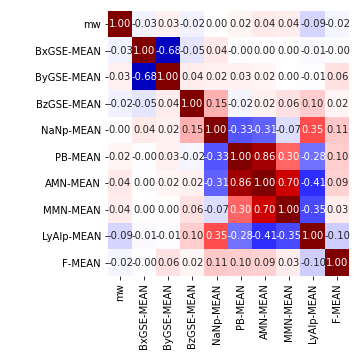 mw 1.00 -0.03 0.03 -0.02 0.00 0.02 0.04 0.04 -0.09 -0.02
BxGSE-MEAN -0.03 1.00 -0.68 -0.05 0.04 -0.00 0.00 0.00 -0.01 -0.00
ByGSE-MEAN 0.03 -0.68 1.00 0.04 0.02 0.03 0.02 0.00 -0.01 0.06
BzGSE-MEAN -0.02 -0.05 0.04 1.00 0.15 -0.02 0.02 0.06 0.10 0.02
NaNp-MEAN 0.00 0.04 0.02 0.15 1.00 -0.33 -0.31 -0.07 0.35 0.11
PB-MEAN 0.02 -0.00 0.03 -0.02 -0.33 1.00 0.86 0.30 -0.28 0.10
AMN-MEAN 0.04 0.00 0.02 0.02 -0.31 0.86 1.00 0.70 -0.41 0.09
MMN-MEAN 0.04 0.00 0.00 0.06 -0.07 0.30 0.70 1.00 -0.35 0.03
LyAlp-MEAN -0.09 -0.01 -0.01 0.10 0.35 -0.28 -0.41 -0.35 1.00 -0.10
F-MEAN -0.02 -0.00 0.06 0.02 0.11 0.10 0.09 0.03 -0.10 1.00
mw
BxGSE-MEAN
ByGSE-MEAN
BzGSE-MEAN
NaNp-MEAN
PB-MEAN
AMN-MEAN
MMN-MEAN
LyAlp-MEAN
F-MEAN